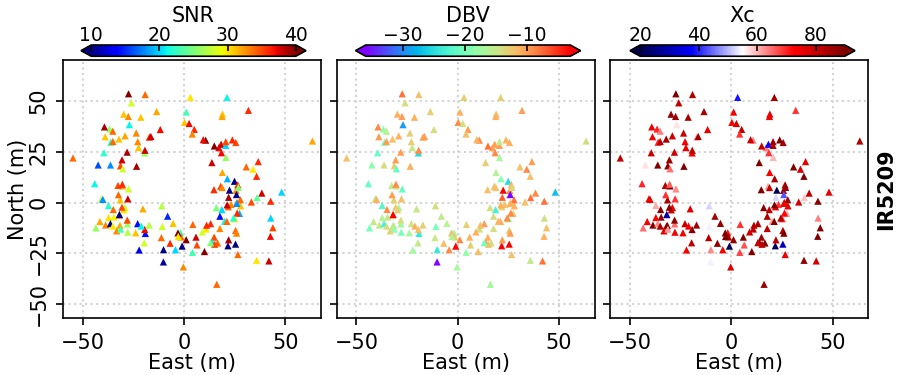 SNR DBV Xc
10 20 30 40 −30 −20 −10 20 40 60 80
50
25
0
−25
−50
North (m)
−50 0 50 −50 0 50 −50 0 50
East (m) East (m) East (m)
IR5209